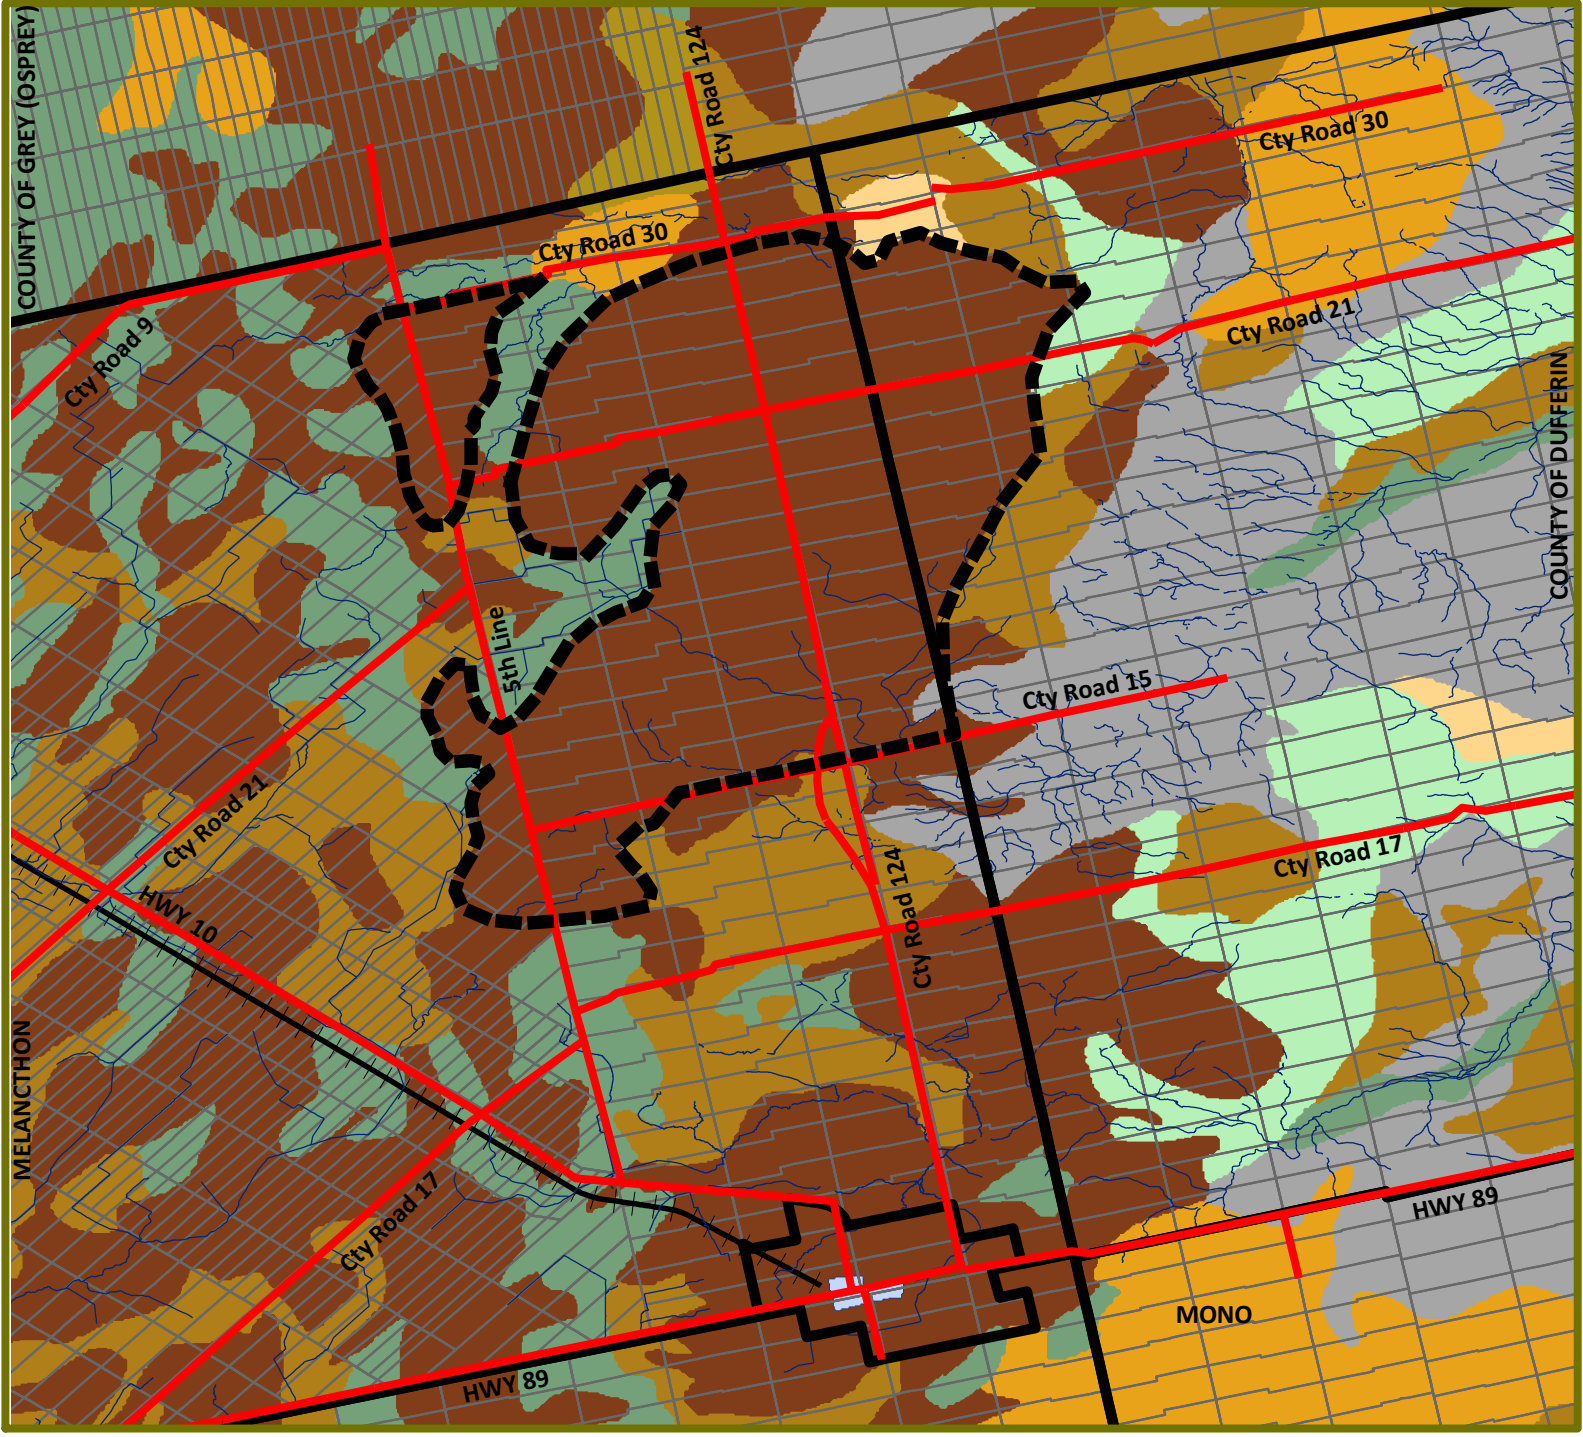 COUNTY OF GREY (OSPREY)
Cty Road 124
Cty Road 30
Cty Road 30
Cty Road 9
Cty Road 21
COUNTY OF DUFFERIN
5th Line
Cty Road 15
Cty Road 21
Cty Road 17
HWY 10
Cty Road 124
MELANCTHON
Cty Road 17
HWY 89
MONO
HWY 89